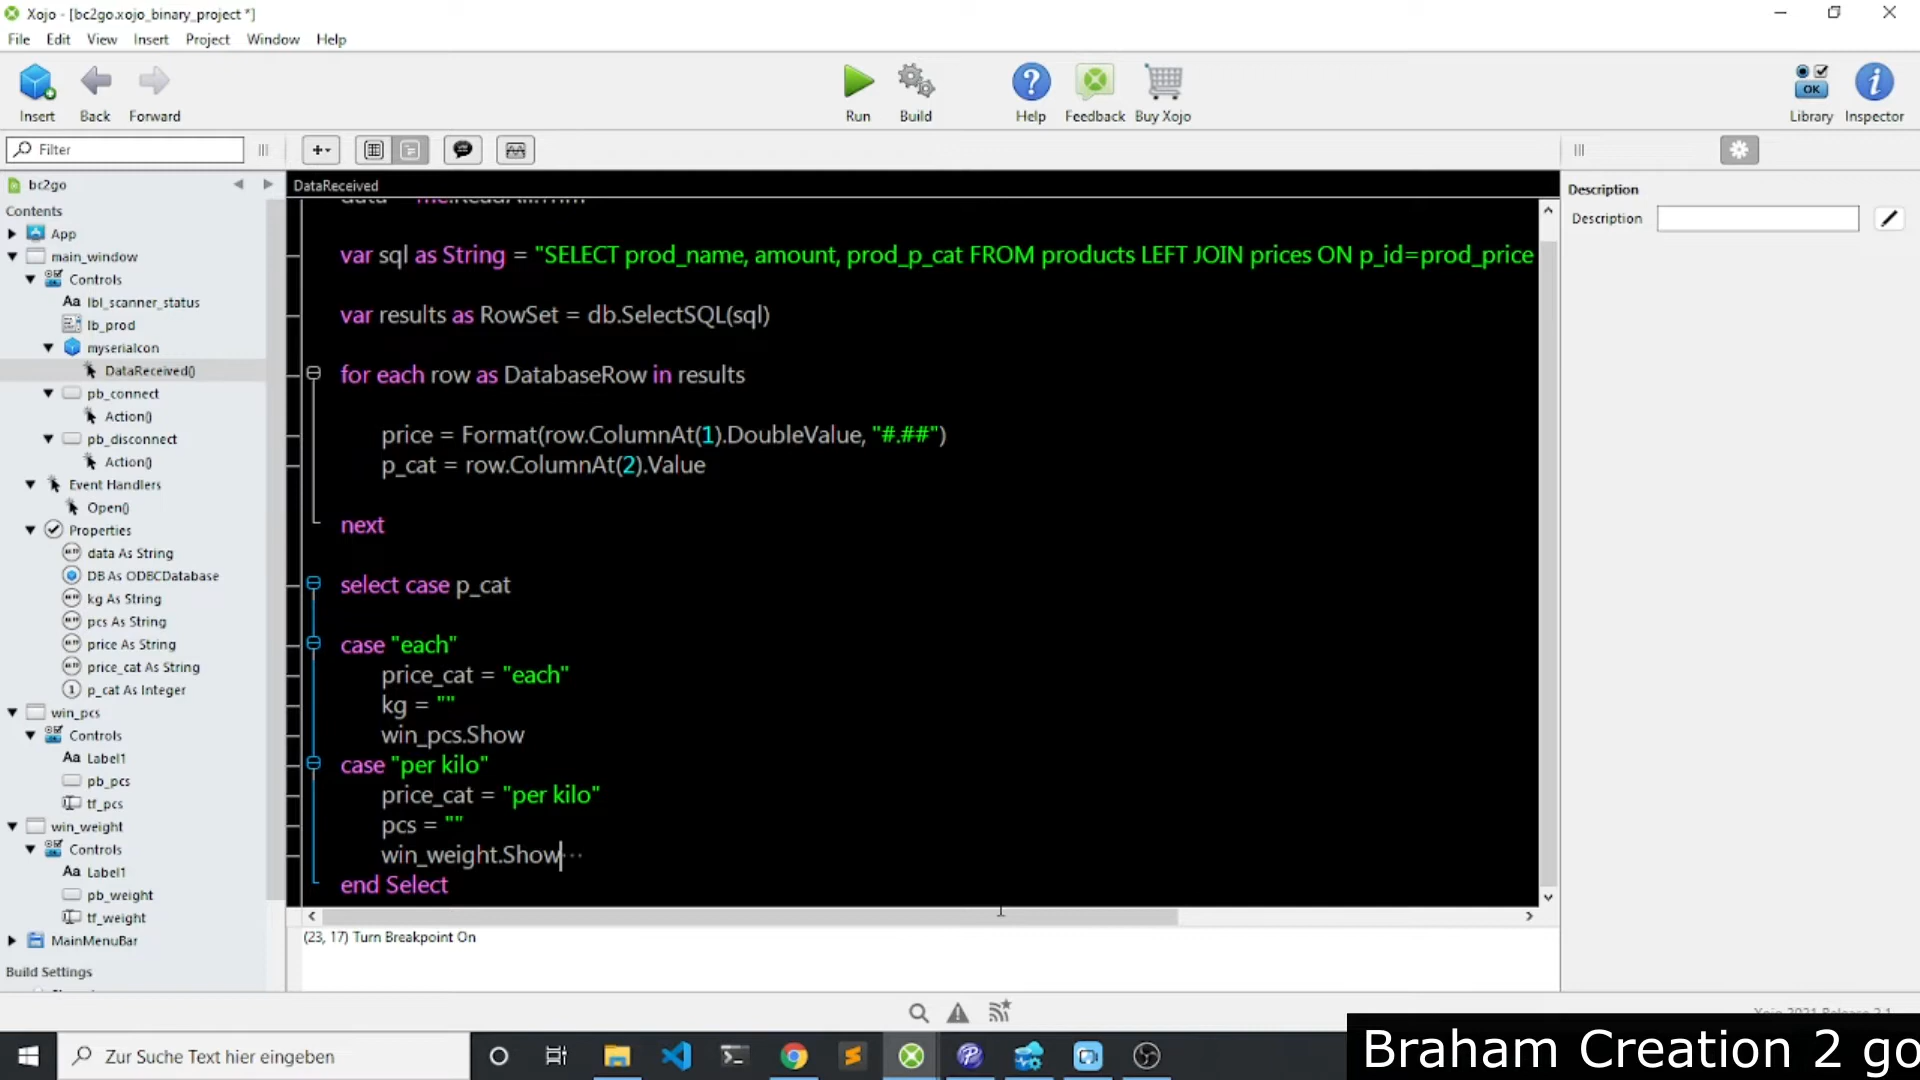 Xojo - [bc2go.xojo_binary_project *]
File Edit View Insert Project Window Help
Insert Back Forward Run Build Help Feedback Buy Xojo Library Inspector
OK
Filter
bc2go
Contents
App
main_window
Controls
Aa lbl_scanner_status
lb_prod
myserialcon
DataReceived()
pb_connect
Action()
pb_disconnect
Action()
Event Handlers
Open()
Properties
data As String
DB As ODBCDatabase
kg As String
pcs As String
price As String
price_cat As String
p_cat As Integer
win_pcs
Controls
Aa Label1
pb_pcs
tf_pcs
win_weight
Controls
Aa Label1
pb_weight
tf_weight
MainMenuBar
Build Settings
DataReceived
var sql as String = "SELECT prod_name, amount, prod_p_cat FROM products LEFT JOIN prices ON p_id=prod_price
var results as RowSet = db.SelectSQL(sql)
for each row as DatabaseRow in results
price = Format(row.ColumnAt(1).DoubleValue, "#.##")
p_cat = row.ColumnAt(2).Value
next
select case p_cat
case "each"
price_cat = "each"
kg = ""
win_pcs.Show
case "per kilo"
price_cat = "per kilo"
pcs = ""
win_weight.Show
end Select
(23, 17) Turn Breakpoint On
Description
Description
Zur Suche Text hier eingeben
Braham Creation 2 go